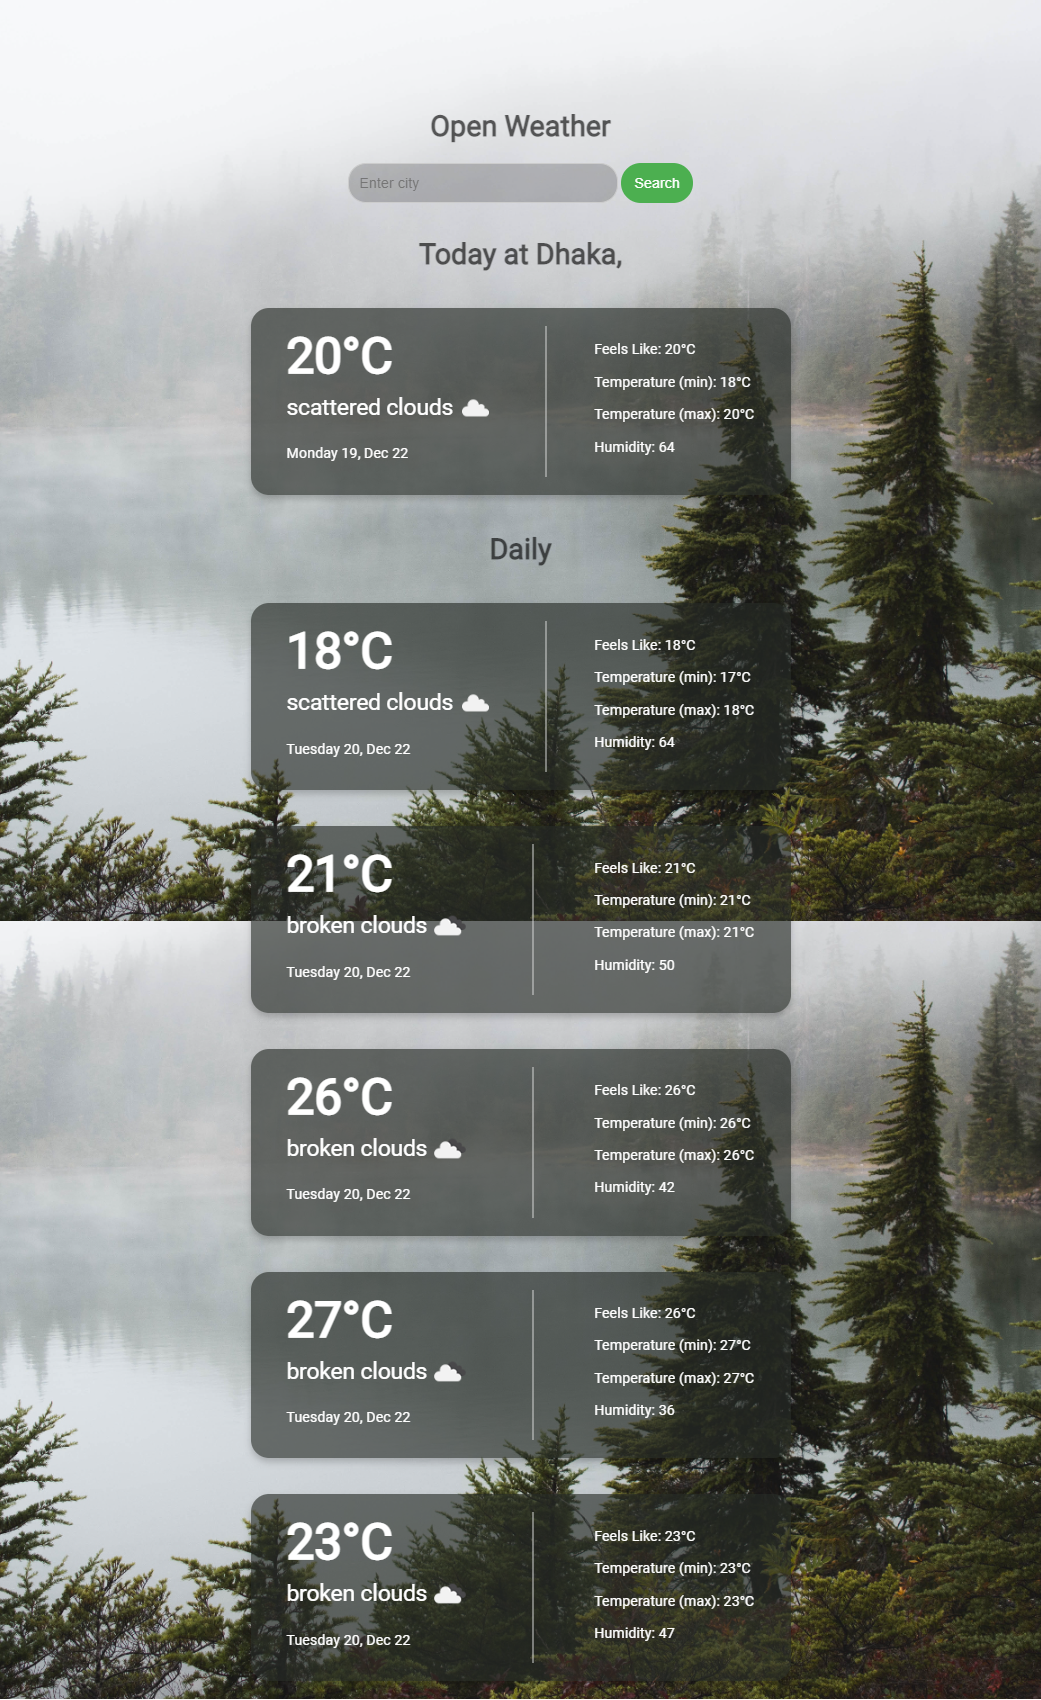 Open Weather
Enter city
Search
Today at Dhaka,
20°C
scattered clouds
Monday 19, Dec 22
Feels Like: 20°C
Temperature (min): 18°C
Temperature (max): 20°C
Humidity: 64
Daily
18°C
scattered clouds
Tuesday 20, Dec 22
Feels Like: 18°C
Temperature (min): 17°C
Temperature (max): 18°C
Humidity: 64
21°C
broken clouds
Tuesday 20, Dec 22
Feels Like: 21°C
Temperature (min): 21°C
Temperature (max): 21°C
Humidity: 50
26°C
broken clouds
Tuesday 20, Dec 22
Feels Like: 26°C
Temperature (min): 26°C
Temperature (max): 26°C
Humidity: 42
27°C
broken clouds
Tuesday 20, Dec 22
Feels Like: 26°C
Temperature (min): 27°C
Temperature (max): 27°C
Humidity: 36
23°C
broken clouds
Tuesday 20, Dec 22
Feels Like: 23°C
Temperature (min): 23°C
Temperature (max): 23°C
Humidity: 47